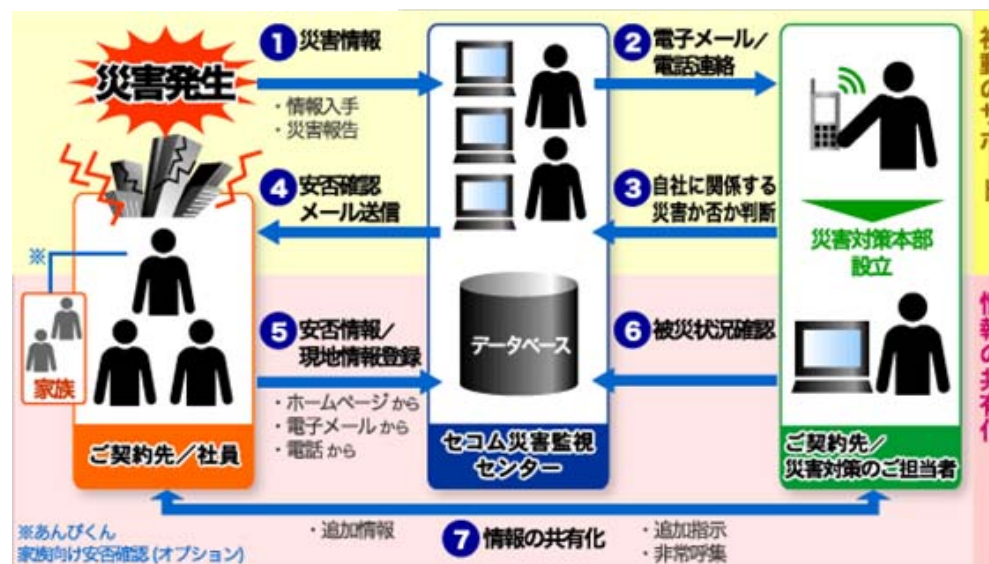 災害発生
1 災害情報
・情報入手
・災害報告
2 電子メール/
電話連絡
4 安否確認
メール送信
3 自社に関係する
災害か否か判断
災害対策本部
設立
※
家族
5 安否情報/
現地情報登録
・ホームページから
・電子メールから
・電話から
データベース
6 被災状況確認
ご契約先/社員
セコム災害監視
センター
ご契約先/
災害対策のご担当者
※あんぴくん
家族向け安否確認(オプション)
・追加情報
7 情報の共有化
・追加指示
・非常呼集
情報の共有化